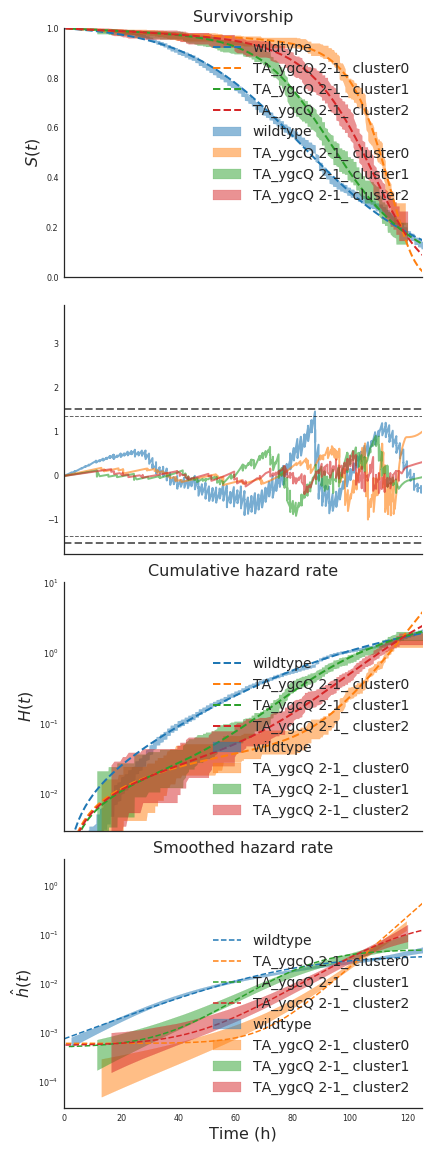 Survivorship
1.0
0.8
0.6
0.4
0.2
0.0
S(t)
wildtype
TA_ygcQ 2-1_ cluster0
TA_ygcQ 2-1_ cluster1
TA_ygcQ 2-1_ cluster2
wildtype
TA_ygcQ 2-1_ cluster0
TA_ygcQ 2-1_ cluster1
TA_ygcQ 2-1_ cluster2
3
2
1
0
−1
Cumulative hazard rate
10¹
10⁰
10⁻¹
10⁻²
H(t)
wildtype
TA_ygcQ 2-1_ cluster0
TA_ygcQ 2-1_ cluster1
TA_ygcQ 2-1_ cluster2
wildtype
TA_ygcQ 2-1_ cluster0
TA_ygcQ 2-1_ cluster1
TA_ygcQ 2-1_ cluster2
Smoothed hazard rate
10⁰
10⁻¹
10⁻²
10⁻³
10⁻⁴
ĥ(t)
wildtype
TA_ygcQ 2-1_ cluster0
TA_ygcQ 2-1_ cluster1
TA_ygcQ 2-1_ cluster2
wildtype
TA_ygcQ 2-1_ cluster0
TA_ygcQ 2-1_ cluster1
TA_ygcQ 2-1_ cluster2
0 20 40 60 80 100 120
Time (h)